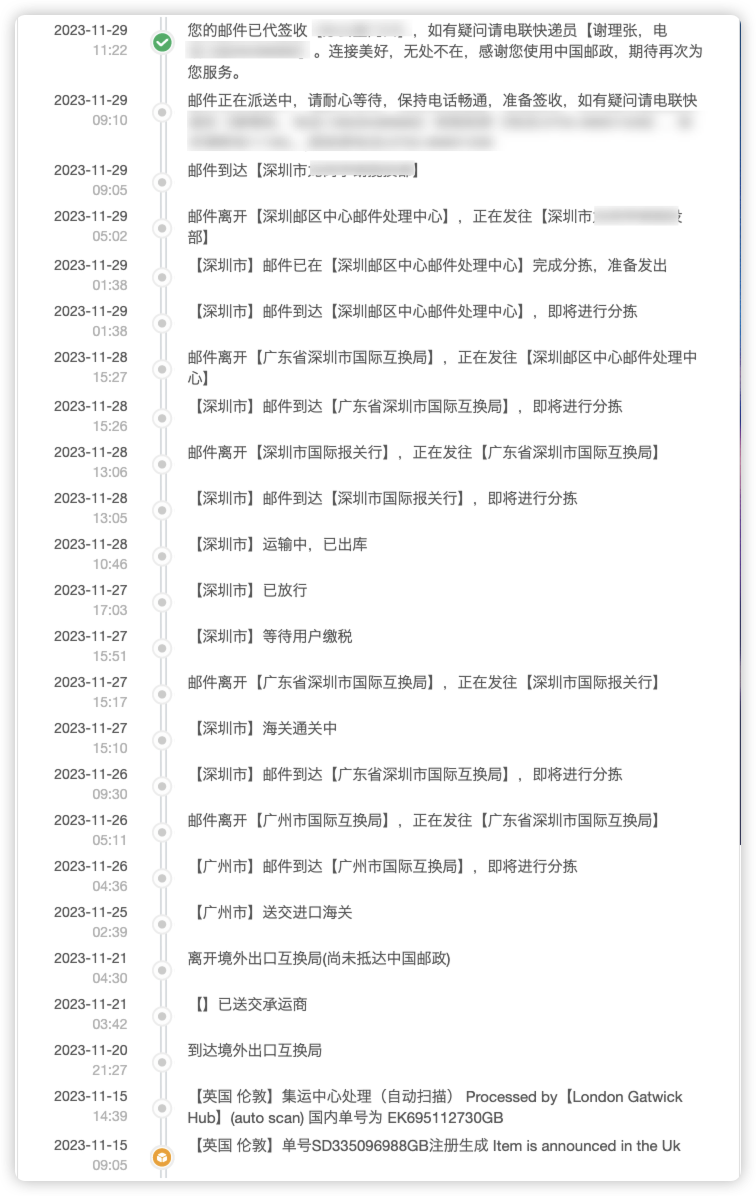 2023-11-29 您的邮件已代签收 ，如有疑问请电联快递员【谢理张，电
11:22 。连接美好，无处不在，感谢您使用中国邮政，期待再次为
您服务。
2023-11-29 邮件正在派送中，请耐心等待，保持电话畅通，准备签收，如有疑问请电联快
09:10
2023-11-29 邮件到达【深圳市
09:05
2023-11-29 邮件离开【深圳邮区中心邮件处理中心】，正在发往【深圳市
05:02 部】
2023-11-29 【深圳市】邮件已在【深圳邮区中心邮件处理中心】完成分拣，准备发出
01:38
2023-11-29 【深圳市】邮件到达【深圳邮区中心邮件处理中心】，即将进行分拣
01:38
2023-11-28 邮件离开【广东省深圳市国际互换局】，正在发往【深圳邮区中心邮件处理中
15:27 心】
2023-11-28 【深圳市】邮件到达【广东省深圳市国际互换局】，即将进行分拣
15:26
2023-11-28 邮件离开【深圳市国际报关行】，正在发往【广东省深圳市国际互换局】
13:06
2023-11-28 【深圳市】邮件到达【深圳市国际报关行】，即将进行分拣
13:05
2023-11-28 【深圳市】运输中，已出库
10:46
2023-11-27 【深圳市】已放行
17:03
2023-11-27 【深圳市】等待用户缴税
15:51
2023-11-27 邮件离开【广东省深圳市国际互换局】，正在发往【深圳市国际报关行】
15:17
2023-11-27 【深圳市】海关通关中
15:10
2023-11-26 【深圳市】邮件到达【广东省深圳市国际互换局】，即将进行分拣
09:30
2023-11-26 邮件离开【广州市国际互换局】，正在发往【广东省深圳市国际互换局】
05:11
2023-11-26 【广州市】邮件到达【广州市国际互换局】，即将进行分拣
04:36
2023-11-25 【广州市】送交进口海关
02:39
2023-11-21 离开境外出口互换局(尚未抵达中国邮政)
04:30
2023-11-21 【】已送交承运商
03:42
2023-11-20 到达境外出口互换局
21:27
2023-11-15 【英国 伦敦】集运中心处理（自动扫描） Processed by【London Gatwick
14:39 Hub】(auto scan) 国内单号为 EK695112730GB
2023-11-15 【英国 伦敦】单号SD335096988GB注册生成 Item is announced in the Uk
09:05